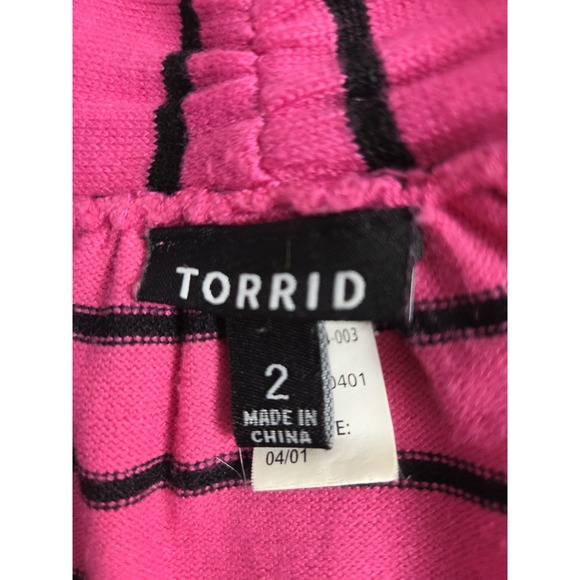 TORRID
-003
2
0401
MADE IN
CHINA
E:
04/01